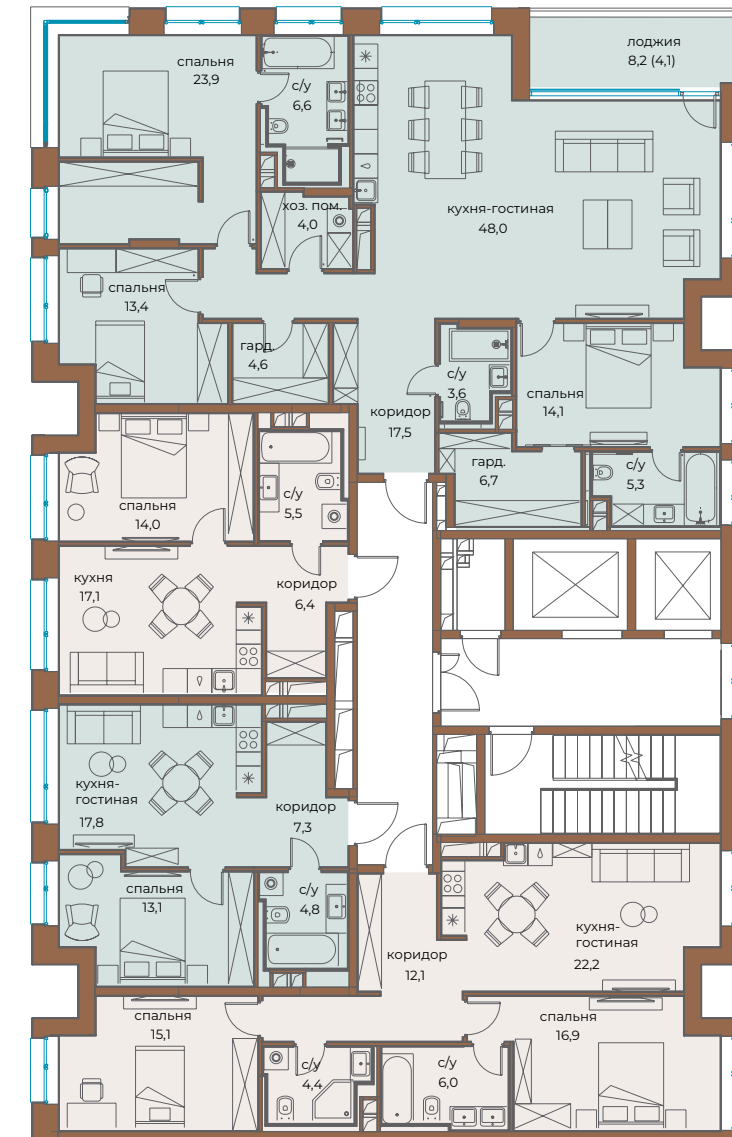 лоджия
8,2 (4,1)
спальня
23,9
с/у
6,6
хоз. пом.
4,0
кухня-гостиная
48,0
спальня
13,4
гард.
4,6
с/у
3,6
спальня
14,1
коридор
17,5
гард.
6,7
с/у
5,3
спальня
14,0
с/у
5,5
кухня
17,1
коридор
6,4
кухня-
гостиная
17,8
коридор
7,3
спальня
13,1
с/у
4,8
кухня-
гостиная
22,2
коридор
12,1
спальня
15,1
с/у
4,4
с/у
6,0
спальня
16,9